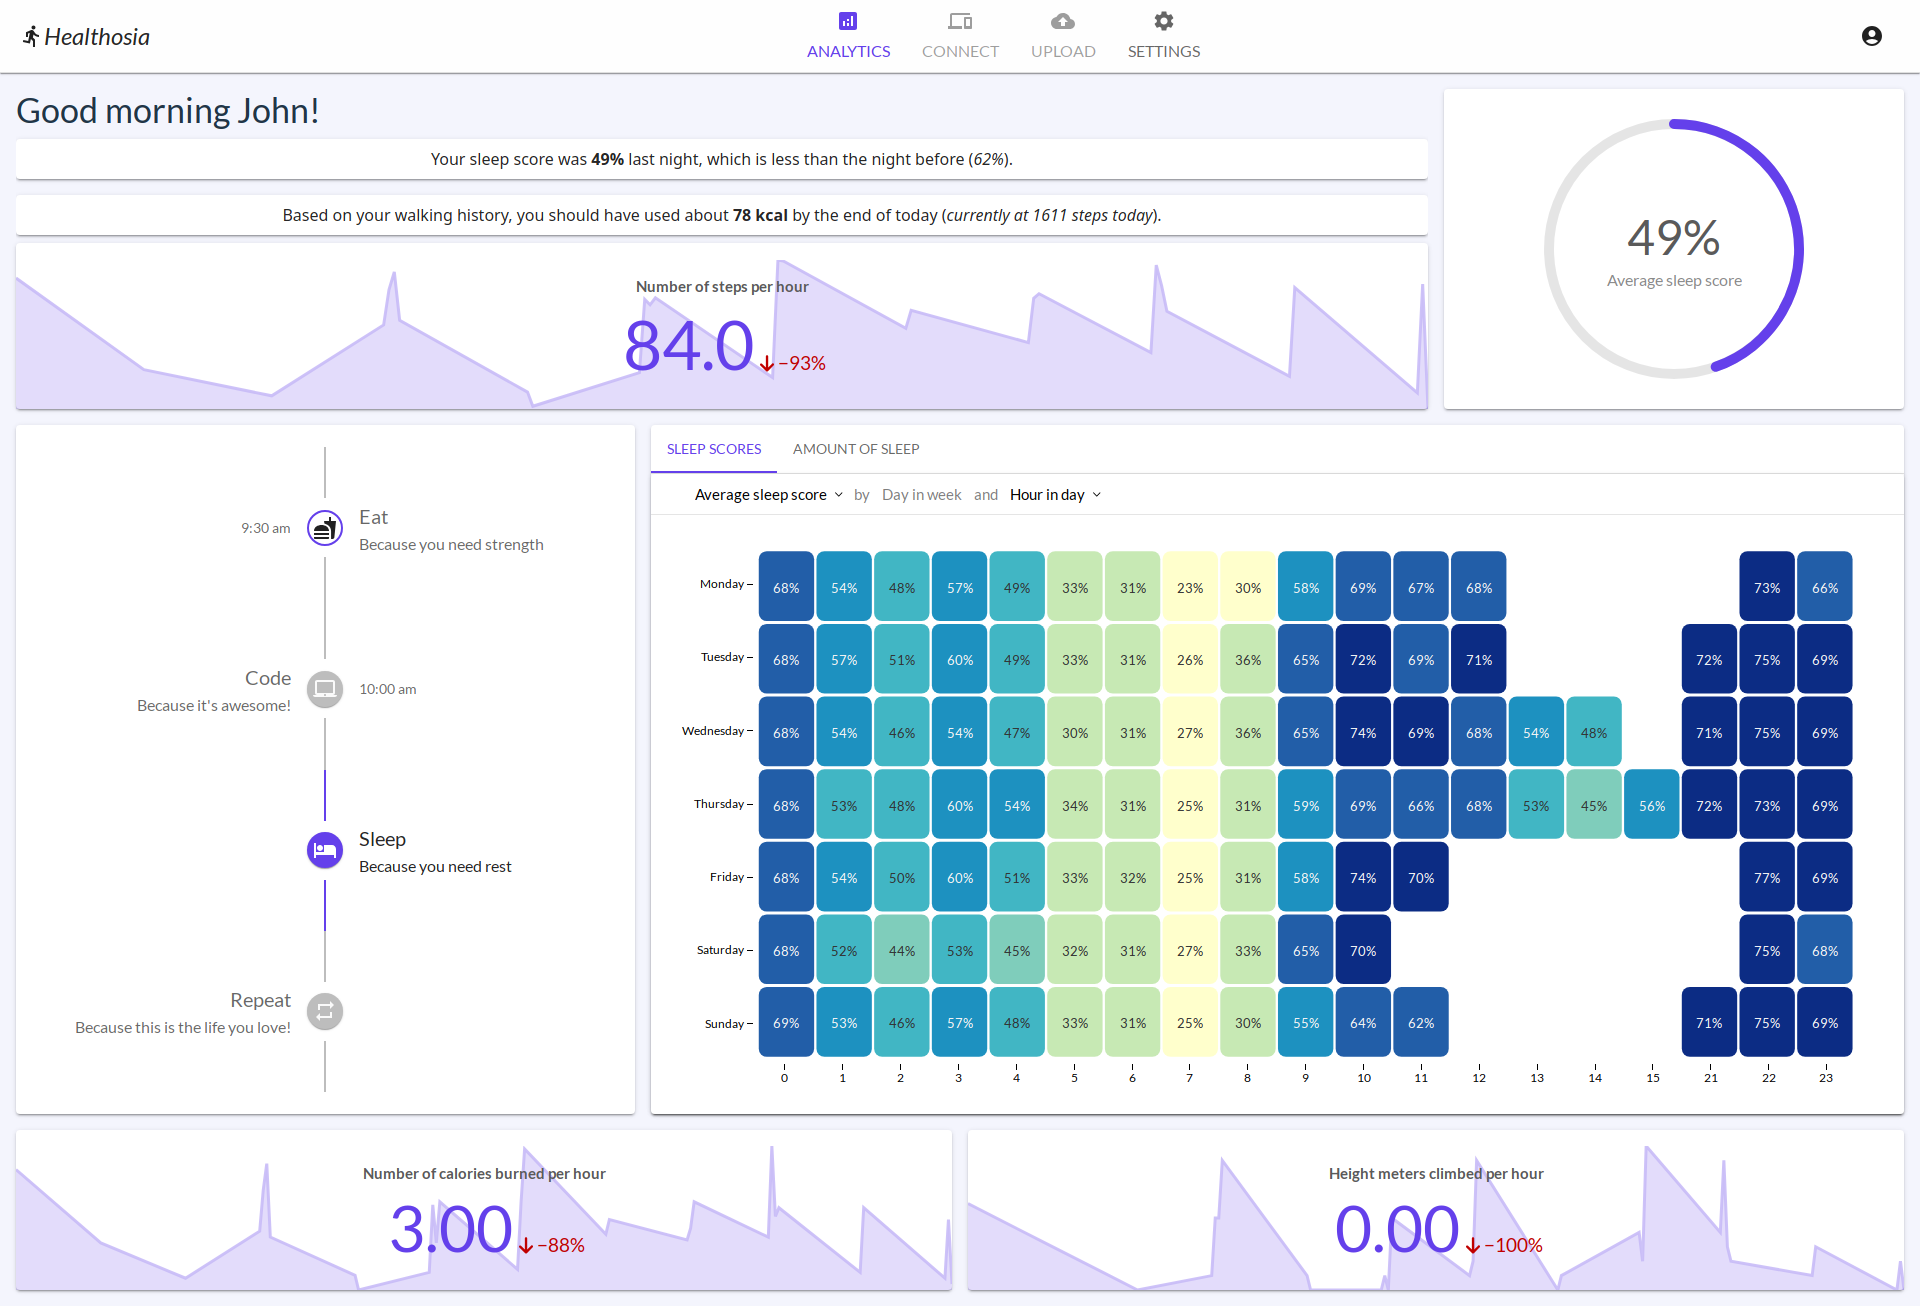 Healthosia
ANALYTICS CONNECT UPLOAD SETTINGS
Good morning John!
Your sleep score was 49% last night, which is less than the night before (62%).
Based on your walking history, you should have used about 78 kcal by the end of today (currently at 1611 steps today).
Number of steps per hour
84.0 −93%
49%
Average sleep score
9:30 am
Eat
Because you need strength
Code
Because it's awesome!
10:00 am
Sleep
Because you need rest
Repeat
Because this is the life you love!
SLEEP SCORES AMOUNT OF SLEEP
Average sleep score by Day in week and Hour in day
Monday 68% 54% 48% 57% 49% 33% 31% 23% 30% 58% 69% 67% 68% 73% 66%
Tuesday 68% 57% 51% 60% 49% 33% 31% 26% 36% 65% 72% 69% 71% 72% 75% 69%
Wednesday 68% 54% 46% 54% 47% 30% 31% 27% 36% 65% 74% 69% 68% 54% 48% 71% 75% 69%
Thursday 68% 53% 48% 60% 54% 34% 31% 25% 31% 59% 69% 66% 68% 53% 45% 56% 72% 73% 69%
Friday 68% 54% 50% 60% 51% 33% 32% 25% 31% 58% 74% 70% 77% 69%
Saturday 68% 52% 44% 53% 45% 32% 31% 27% 33% 65% 70% 75% 68%
Sunday 69% 53% 46% 57% 48% 33% 31% 25% 30% 55% 64% 62% 71% 75% 69%
0 1 2 3 4 5 6 7 8 9 10 11 12 13 14 15 21 22 23
Number of calories burned per hour
3.00 −88%
Height meters climbed per hour
0.00 −100%